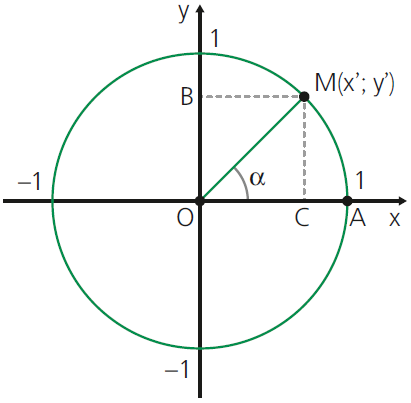 y
1
B M(x’; y’)
α
–1 1
O C A x
–1